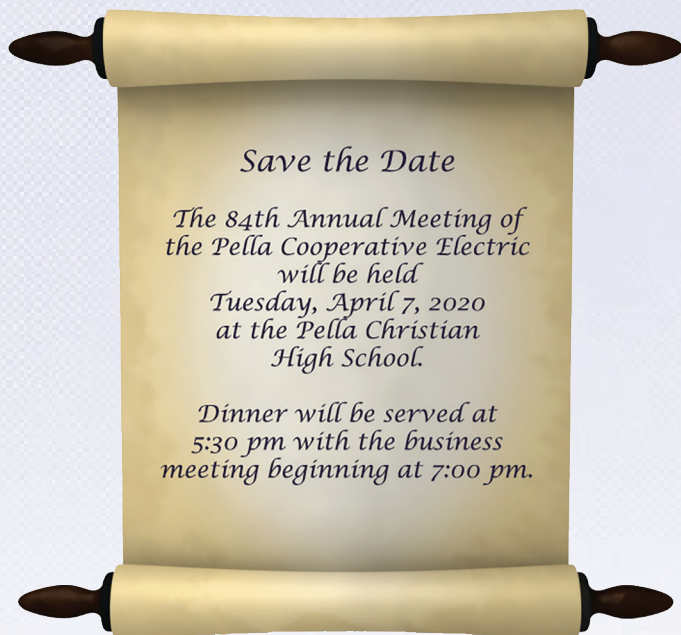 Save the Date
The 84th Annual Meeting of
the Pella Cooperative Electric
will be held
Tuesday, April 7, 2020
at the Pella Christian
High School.
Dinner will be served at
5:30 pm with the business
meeting beginning at 7:00 pm.